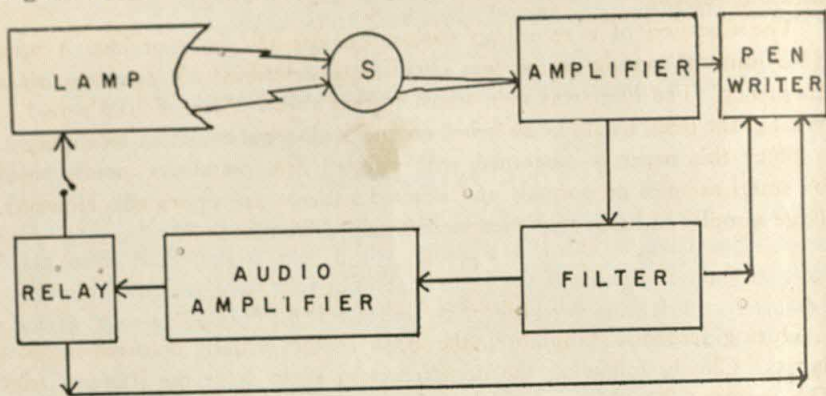 LAMP
S
AMPLIFIER
PEN
WRITER
RELAY
AUDIO
AMPLIFIER
FILTER